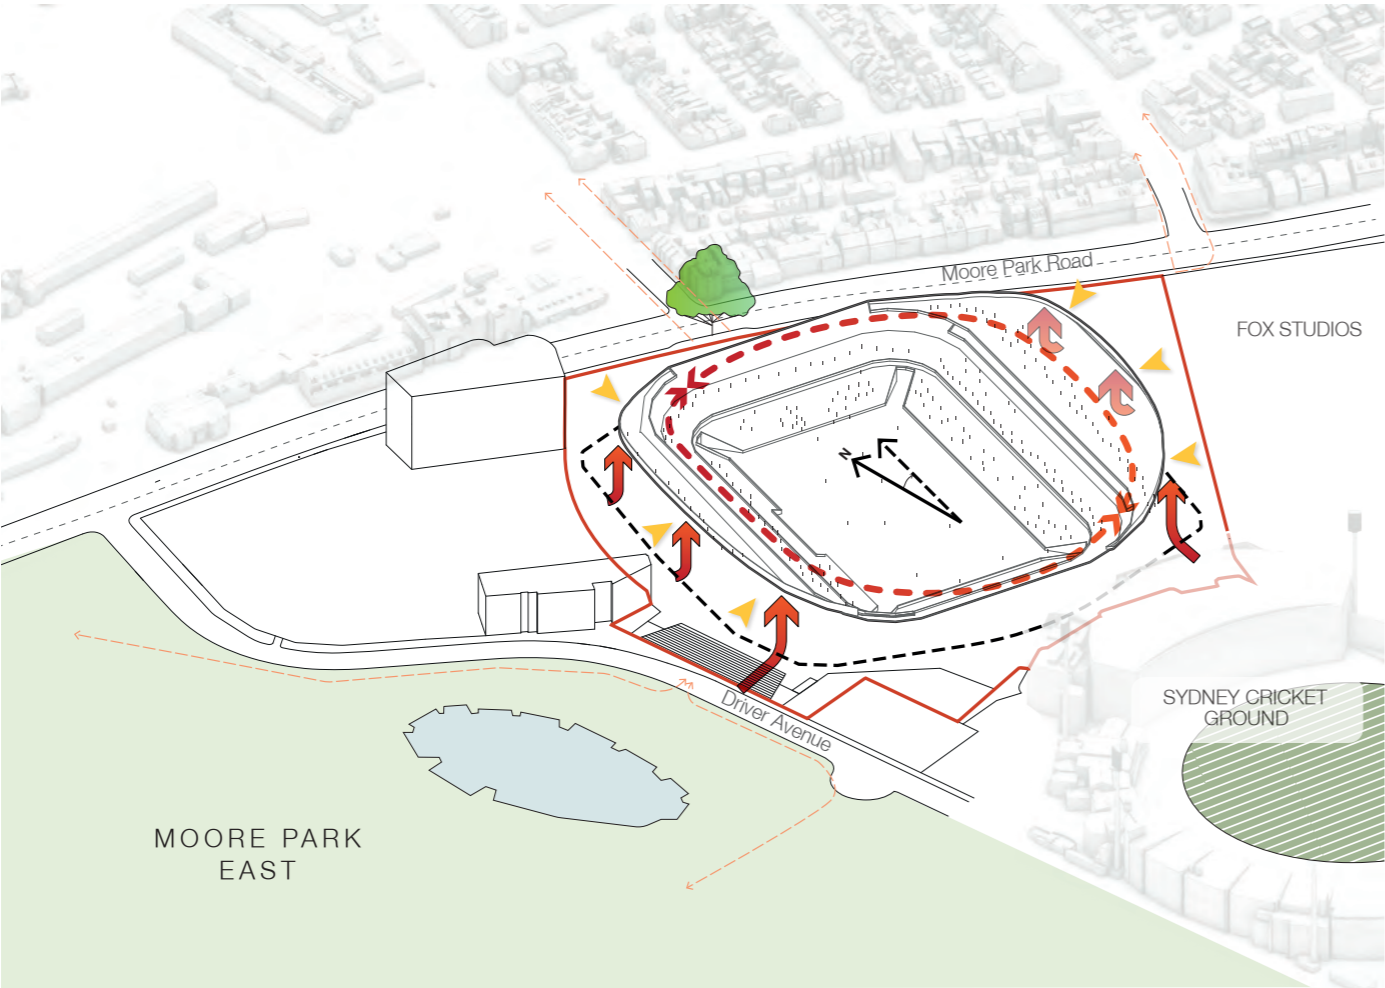 Moore Park Road
FOX STUDIOS
N
SYDNEY CRICKET
GROUND
Driver Avenue
MOORE PARK
EAST